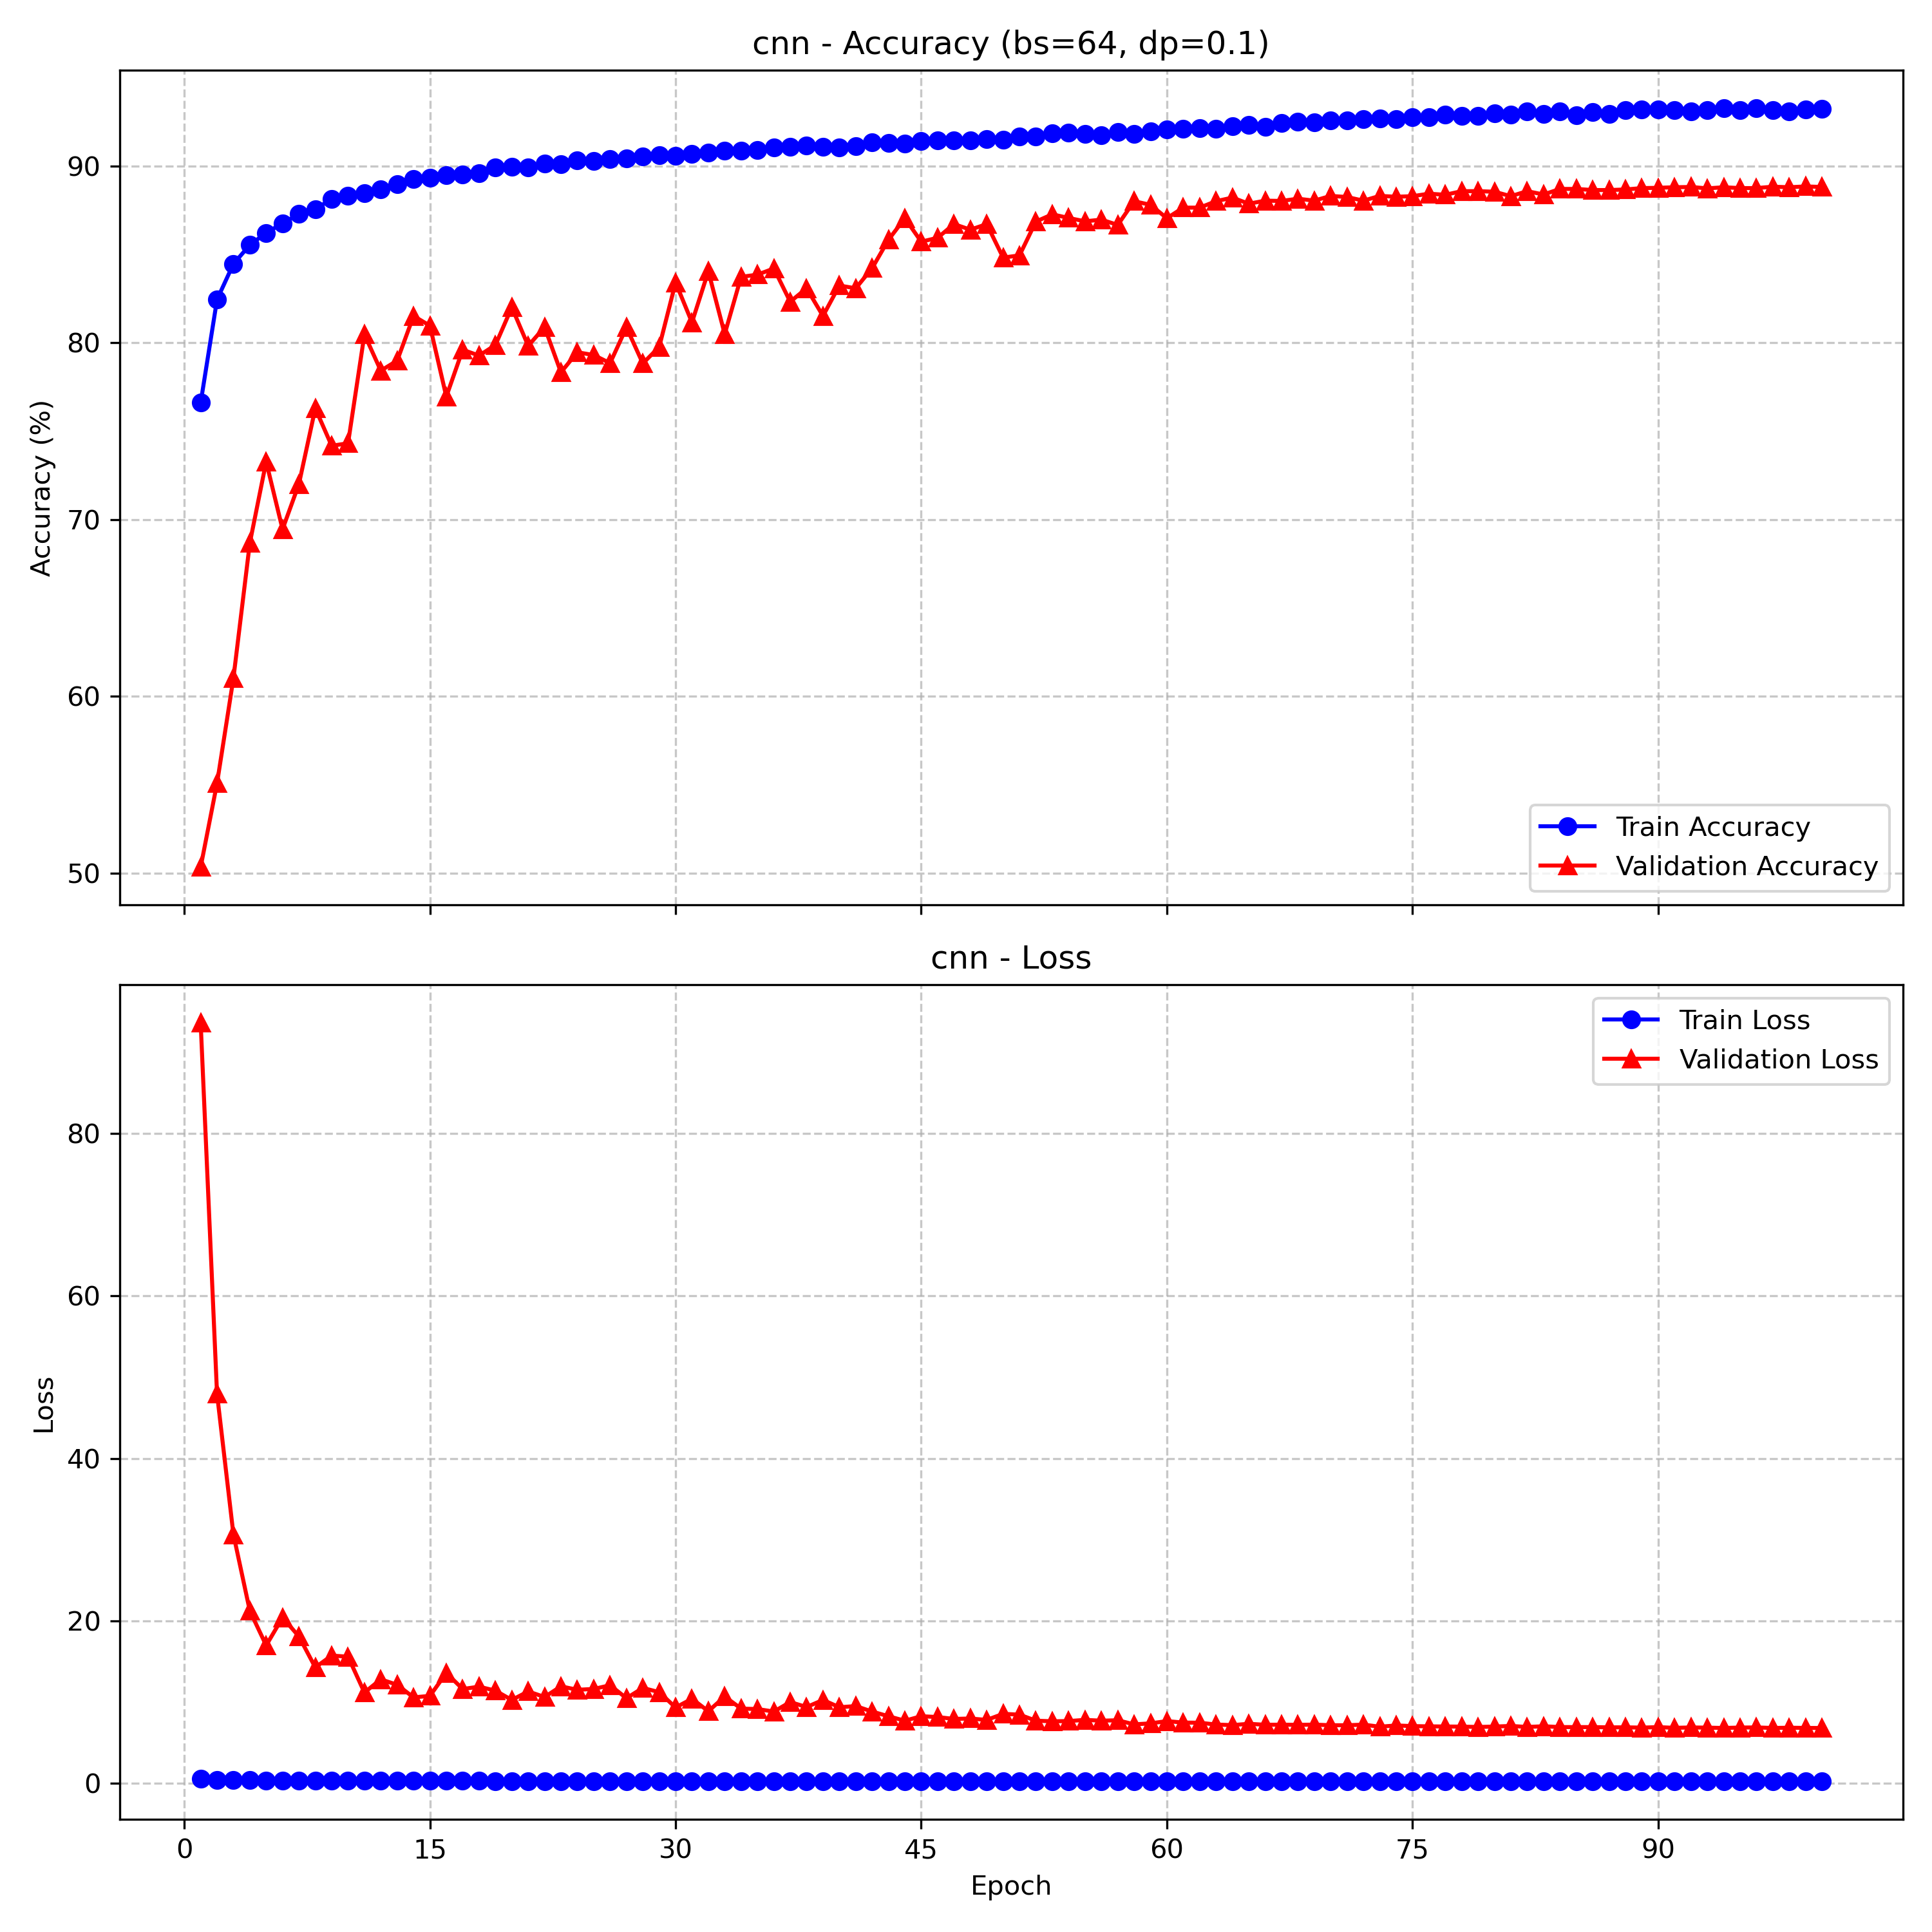 cnn - Accuracy (bs=64, dp=0.1)
Accuracy (%)
90
80
70
60
50
Train Accuracy
Validation Accuracy
cnn - Loss
Loss
80
60
40
20
0
Train Loss
Validation Loss
0 15 30 45 60 75 90
Epoch